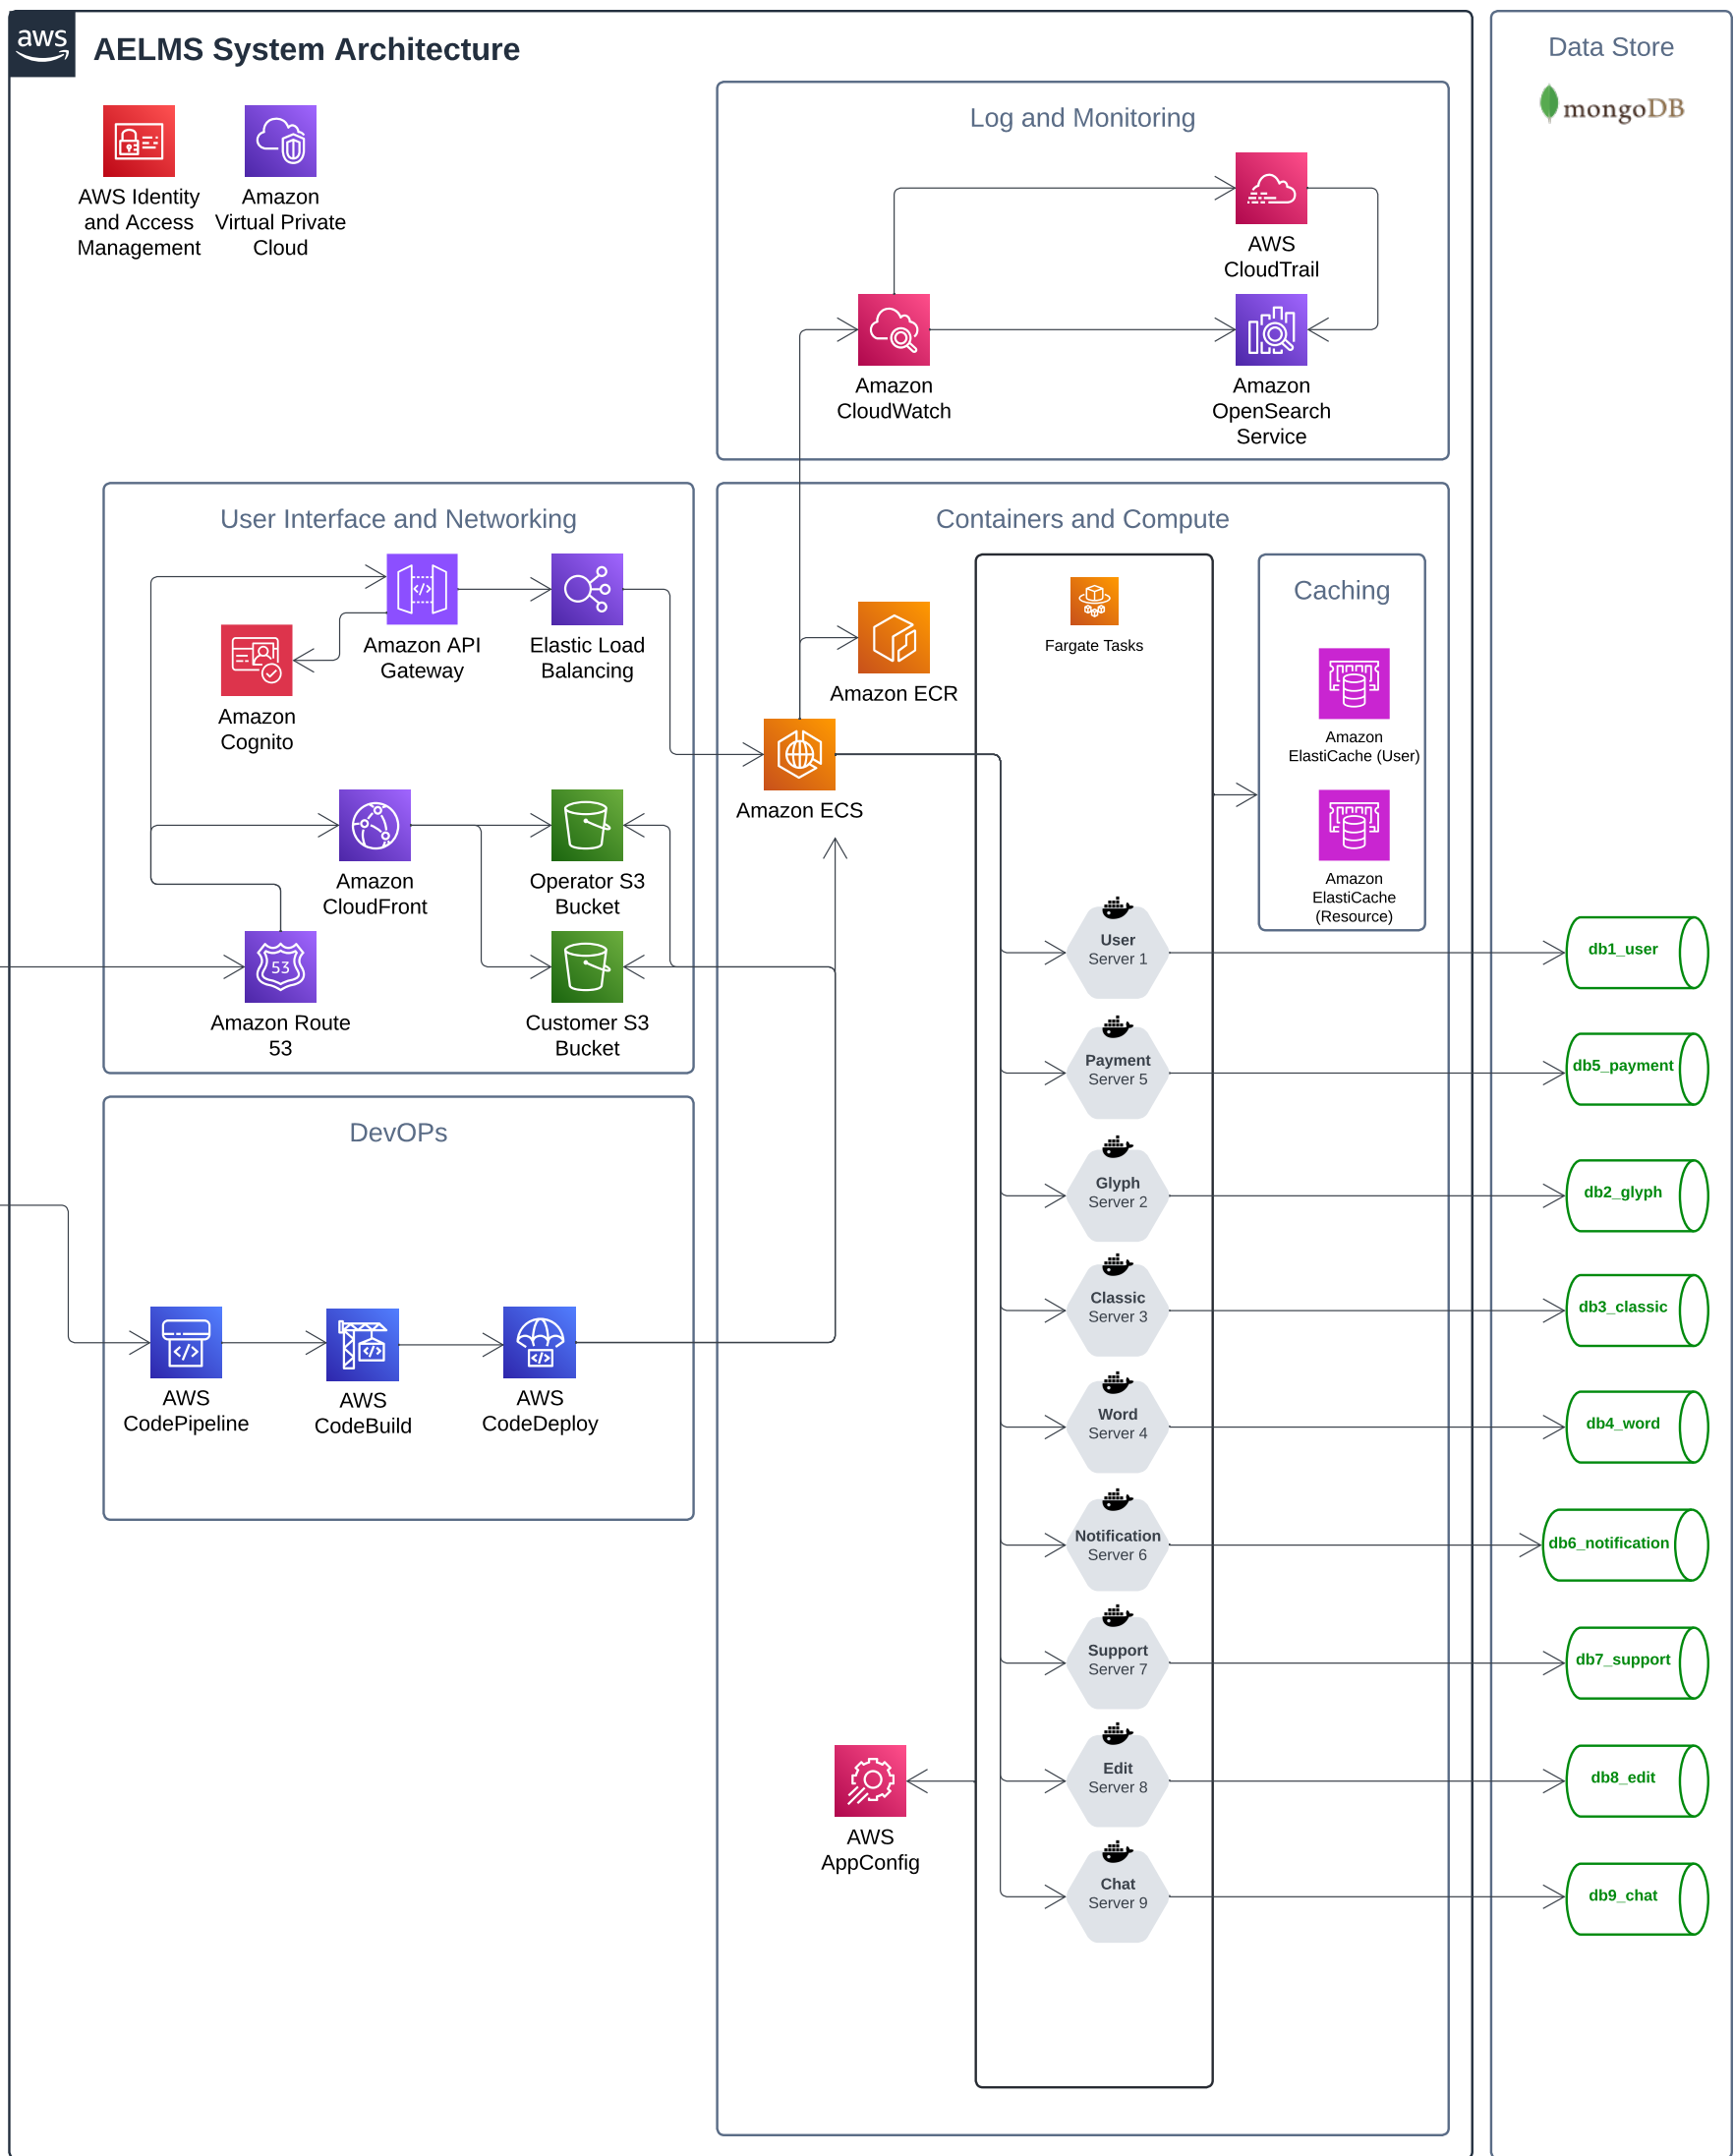 aws
AELMS System Architecture
AWS Identity
and Access
Management
Amazon
Virtual Private
Cloud
Log and Monitoring
AWS
CloudTrail
Amazon
CloudWatch
Amazon
OpenSearch
Service
User Interface and Networking
Amazon API
Gateway
Elastic Load
Balancing
Amazon
Cognito
Amazon
CloudFront
Operator S3
Bucket
53
Amazon Route
53
Customer S3
Bucket
DevOPs
AWS
CodePipeline
AWS
CodeBuild
AWS
CodeDeploy
Containers and Compute
Amazon ECR
Amazon ECS
Fargate Tasks
Caching
Amazon
ElastiCache (User)
Amazon
ElastiCache
(Resource)
User
Server 1
Payment
Server 5
Glyph
Server 2
Classic
Server 3
Word
Server 4
Notification
Server 6
Support
Server 7
Edit
Server 8
Chat
Server 9
AWS
AppConfig
Data Store
mongoDB
db1_user
db5_payment
db2_glyph
db3_classic
db4_word
db6_notification
db7_support
db8_edit
db9_chat